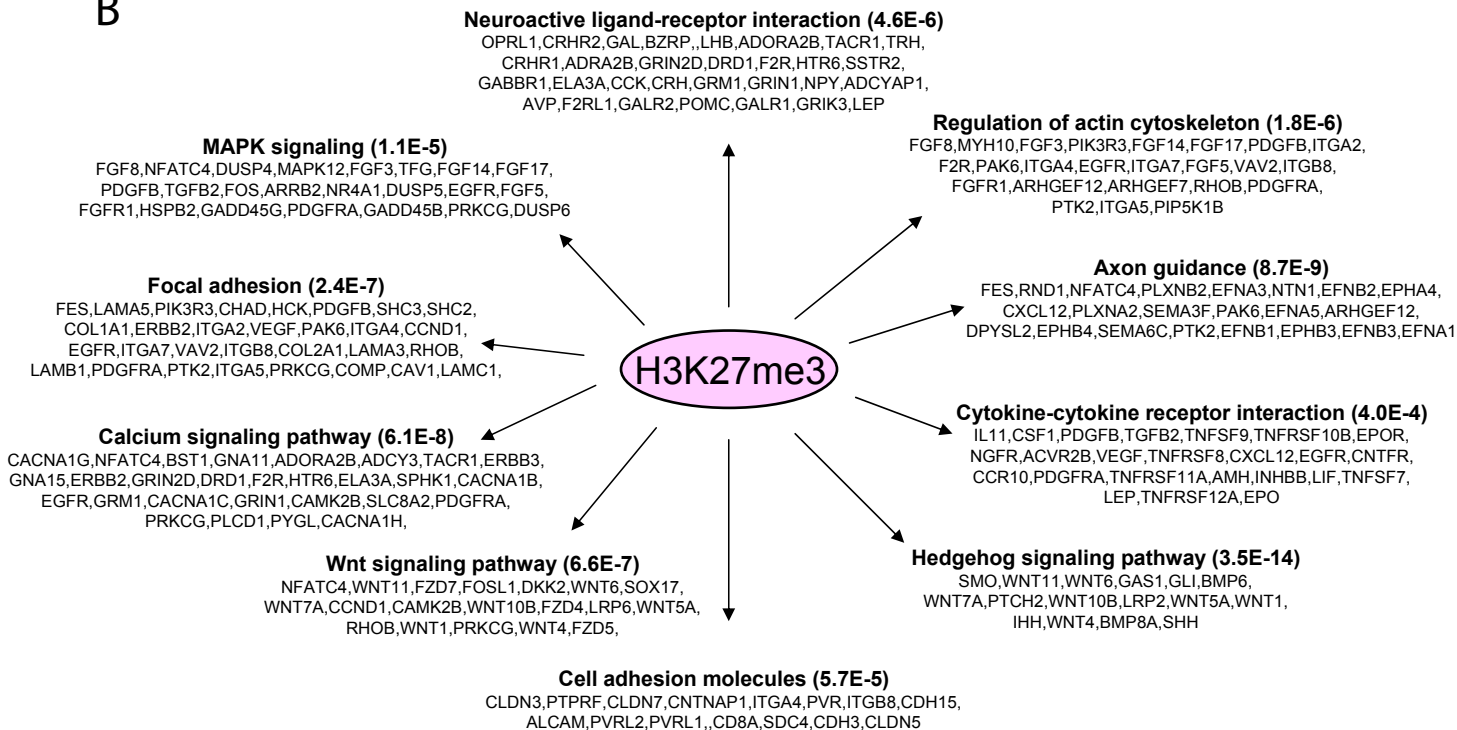 B
Neuroactive ligand-receptor interaction (4.6E-6)
OPRL1,CRHR2,GAL,BZRP,,LHB,ADORA2B,TACR1,TRH,
CRHR1,ADRA2B,GRIN2D,DRD1,F2R,HTR6,SSTR2,
GABBR1,ELA3A,CCK,CRH,GRM1,GRIN1,NPY,ADCYAP1,
AVP,F2RL1,GALR2,POMC,GALR1,GRIK3,LEP
Regulation of actin cytoskeleton (1.8E-6)
FGF8,MYH10,FGF3,PIK3R3,FGF14,FGF17,PDGFB,ITGA2,
F2R,PAK6,ITGA4,EGFR,ITGA7,FGF5,VAV2,ITGB8,
FGFR1,ARHGEF12,ARHGEF7,RHOB,PDGFRA,
PTK2,ITGA5,PIP5K1B
MAPK signaling (1.1E-5)
FGF8,NFATC4,DUSP4,MAPK12,FGF3,TFG,FGF14,FGF17,
PDGFB,TGFB2,FOS,ARRB2,NR4A1,DUSP5,EGFR,FGF5,
FGFR1,HSPB2,GADD45G,PDGFRA,GADD45B,PRKCG,DUSP6
Axon guidance (8.7E-9)
FES,RND1,NFATC4,PLXNB2,EFNA3,NTN1,EFNB2,EPHA4,
CXCL12,PLXNA2,SEMA3F,PAK6,EFNA5,ARHGEF12,
DPYSL2,EPHB4,SEMA6C,PTK2,EFNB1,EPHB3,EFNB3,EFNA1
Focal adhesion (2.4E-7)
FES,LAMA5,PIK3R3,CHAD,HCK,PDGFB,SHC3,SHC2,
COL1A1,ERBB2,ITGA2,VEGF,PAK6,ITGA4,CCND1,
EGFR,ITGA7,VAV2,ITGB8,COL2A1,LAMA3,RHOB,
LAMB1,PDGFRA,PTK2,ITGA5,PRKCG,COMP,CAV1,LAMC1,
H3K27me3
Cytokine-cytokine receptor interaction (4.0E-4)
IL11,CSF1,PDGFB,TGFB2,TNFSF9,TNFRSF10B,EPOR,
NGFR,ACVR2B,VEGF,TNFRSF8,CXCL12,EGFR,CNTFR,
CCR10,PDGFRA,TNFRSF11A,AMH,INHBB,LIF,TNFSF7,
LEP,TNFRSF12A,EPO
Calcium signaling pathway (6.1E-8)
CACNA1G,NFATC4,BST1,GNA11,ADORA2B,ADCY3,TACR1,ERBB3,
GNA15,ERBB2,GRIN2D,DRD1,F2R,HTR6,ELA3A,SPHK1,CACNA1B,
EGFR,GRM1,CACNA1C,GRIN1,CAMK2B,SLC8A2,PDGFRA,
PRKCG,PLCD1,PYGL,CACNA1H,
Wnt signaling pathway (6.6E-7)
NFATC4,WNT11,FZD7,FOSL1,DKK2,WNT6,SOX17,
WNT7A,CCND1,CAMK2B,WNT10B,FZD4,LRP6,WNT5A,
RHOB,WNT1,PRKCG,WNT4,FZD5,
Hedgehog signaling pathway (3.5E-14)
SMO,WNT11,WNT6,GAS1,GLI,BMP6,
WNT7A,PTCH2,WNT10B,LRP2,WNT5A,WNT1,
IHH,WNT4,BMP8A,SHH
Cell adhesion molecules (5.7E-5)
CLDN3,PTPRF,CLDN7,CNTNAP1,ITGA4,PVR,ITGB8,CDH15,
ALCAM,PVRL2,PVRL1,,CD8A,SDC4,CDH3,CLDN5